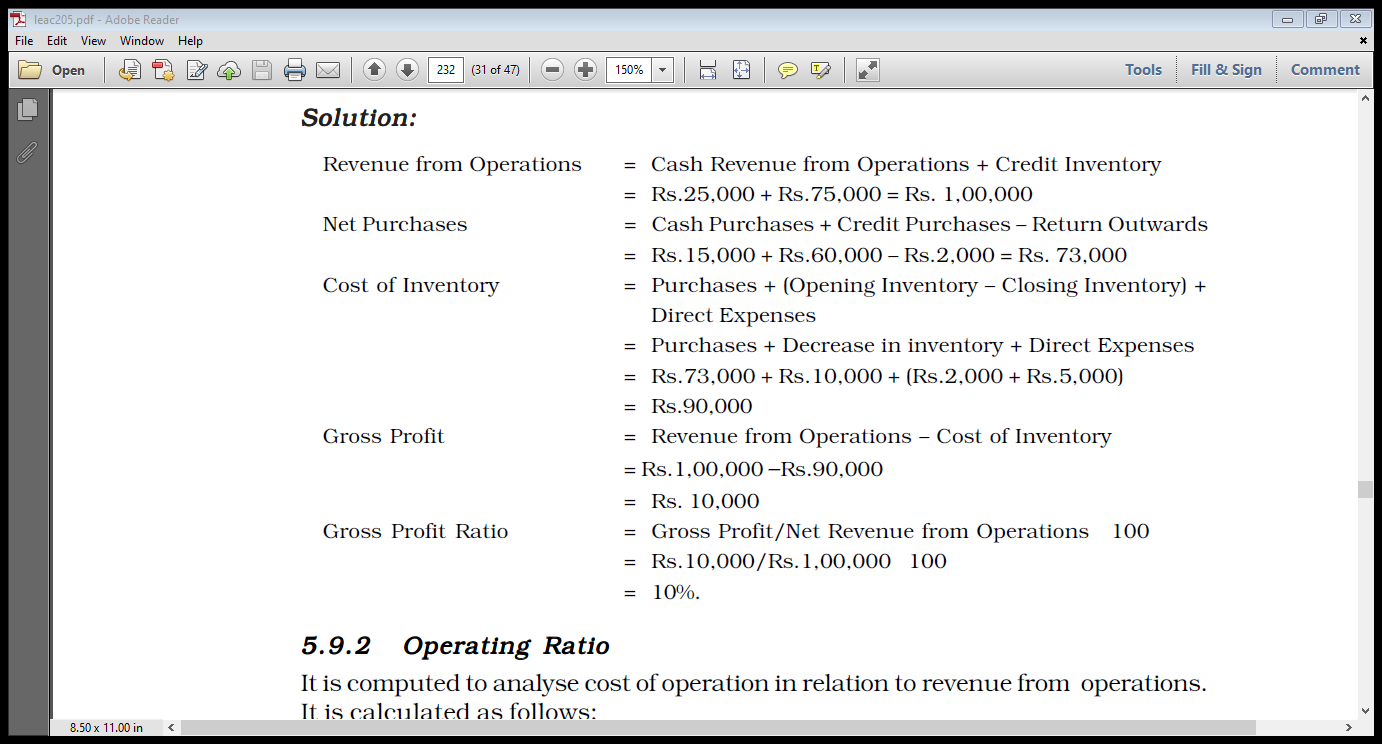 leac205.pdf - Adobe Reader
File Edit View Window Help
Open 232 (31 of 47) 150% Tools Fill & Sign Comment
Solution:
Revenue from Operations = Cash Revenue from Operations + Credit Inventory
= Rs.25,000 + Rs.75,000 = Rs. 1,00,000
Net Purchases = Cash Purchases + Credit Purchases – Return Outwards
= Rs.15,000 + Rs.60,000 – Rs.2,000 = Rs. 73,000
Cost of Inventory = Purchases + (Opening Inventory – Closing Inventory) +
Direct Expenses
= Purchases + Decrease in inventory + Direct Expenses
= Rs.73,000 + Rs.10,000 + (Rs.2,000 + Rs.5,000)
= Rs.90,000
Gross Profit = Revenue from Operations – Cost of Inventory
= Rs.1,00,000 –Rs.90,000
= Rs. 10,000
Gross Profit Ratio = Gross Profit/Net Revenue from Operations 100
= Rs.10,000/Rs.1,00,000 100
= 10%.
5.9.2 Operating Ratio
It is computed to analyse cost of operation in relation to revenue from operations.
It is calculated as follows:
8.50 x 11.00 in